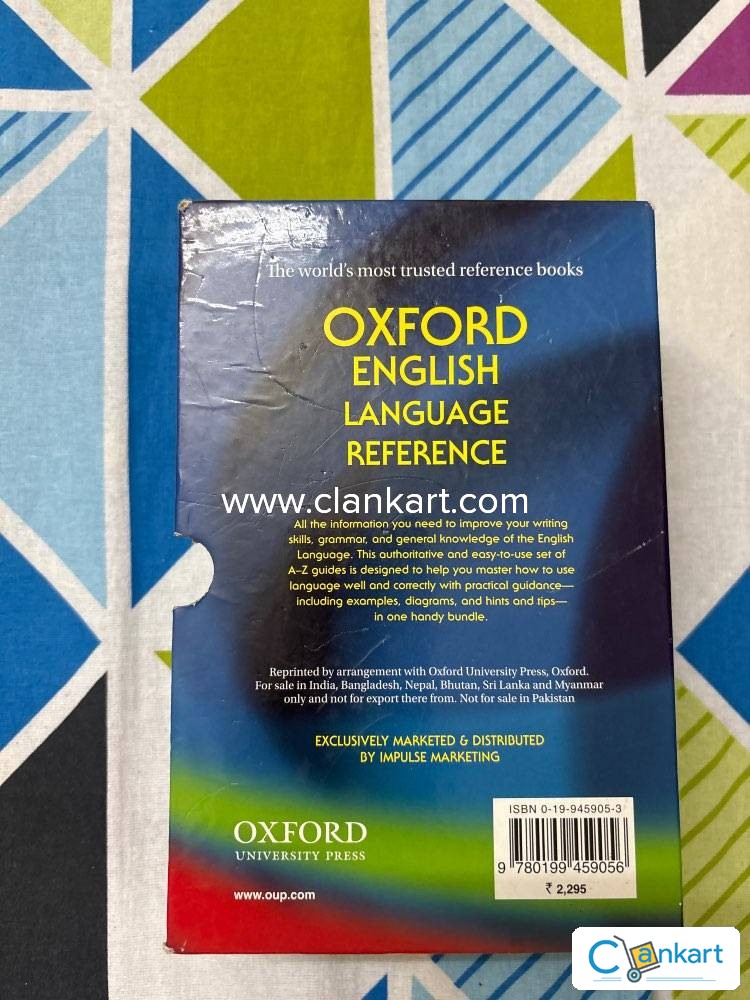 The world's most trusted reference books
OXFORD
ENGLISH
LANGUAGE
REFERENCE
www.clankart.com
All the information you need to improve your writing
skills, grammar, and general knowledge of the English
Language. This authoritative and easy-to-use set of
A–Z guides is designed to help you master how to use
language well and correctly with practical guidance—
including examples, diagrams, and hints and tips—
in one handy bundle.
Reprinted by arrangement with Oxford University Press, Oxford.
For sale in India, Bangladesh, Nepal, Bhutan, Sri Lanka and Myanmar
only and not for export there from. Not for sale in Pakistan
EXCLUSIVELY MARKETED & DISTRIBUTED
BY IMPULSE MARKETING
OXFORD
UNIVERSITY PRESS
www.oup.com
ISBN 0-19-945905-3
9 780199 459056
₹ 2,295
Clankart